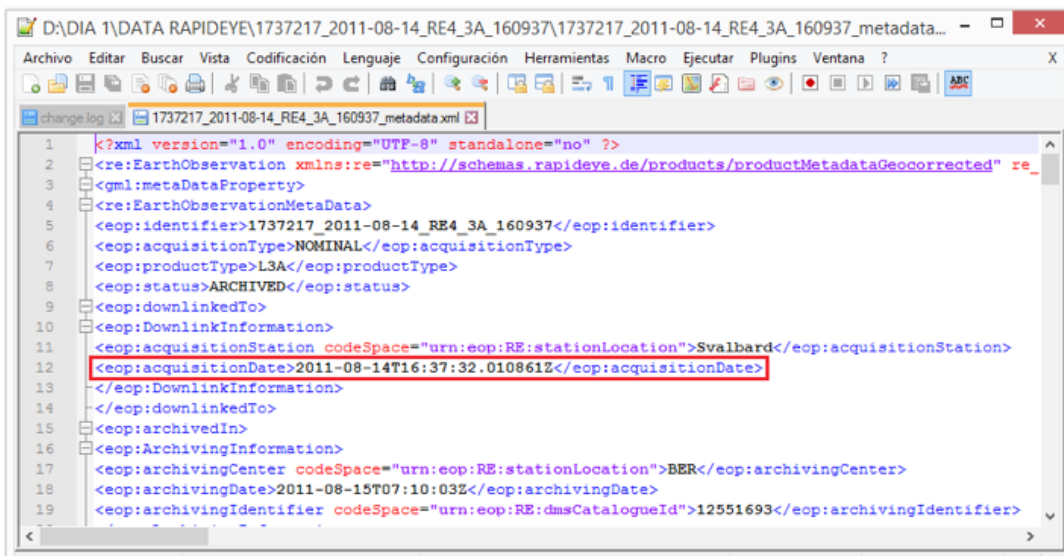 D:\DIA 1\DATA RAPIDEYE\1737217_2011-08-14_RE4_3A_160937\1737217_2011-08-14_RE4_3A_160937_metadata...
Archivo Editar Buscar Vista Codificación Lenguaje Configuración Herramientas Macro Ejecutar Plugins Ventana ? X
ABC
change.log 1737217_2011-08-14_RE4_3A_160937_metadata.xml
1 <?xml version="1.0" encoding="UTF-8" standalone="no" ?>
2 <re:EarthObservation xmlns:re="http://schemas.rapideye.de/products/productMetadataGeocorrected" re_
3 <gml:metaDataProperty>
4 <re:EarthObservationMetaData>
5 <eop:identifier>1737217_2011-08-14_RE4_3A_160937</eop:identifier>
6 <eop:acquisitionType>NOMINAL</eop:acquisitionType>
7 <eop:productType>L3A</eop:productType>
8 <eop:status>ARCHIVED</eop:status>
9 <eop:downlinkedTo>
10 <eop:DownlinkInformation>
11 <eop:acquisitionStation codeSpace="urn:eop:RE:stationLocation">Svalbard</eop:acquisitionStation>
12 <eop:acquisitionDate>2011-08-14T16:37:32.010861Z</eop:acquisitionDate>
13 </eop:DownlinkInformation>
14 </eop:downlinkedTo>
15 <eop:archivedIn>
16 <eop:ArchivingInformation>
17 <eop:archivingCenter codeSpace="urn:eop:RE:stationLocation">BER</eop:archivingCenter>
18 <eop:archivingDate>2011-08-15T07:10:03Z</eop:archivingDate>
19 <eop:archivingIdentifier codeSpace="urn:eop:RE:dmsCatalogueId">12551693</eop:archivingIdentifier>